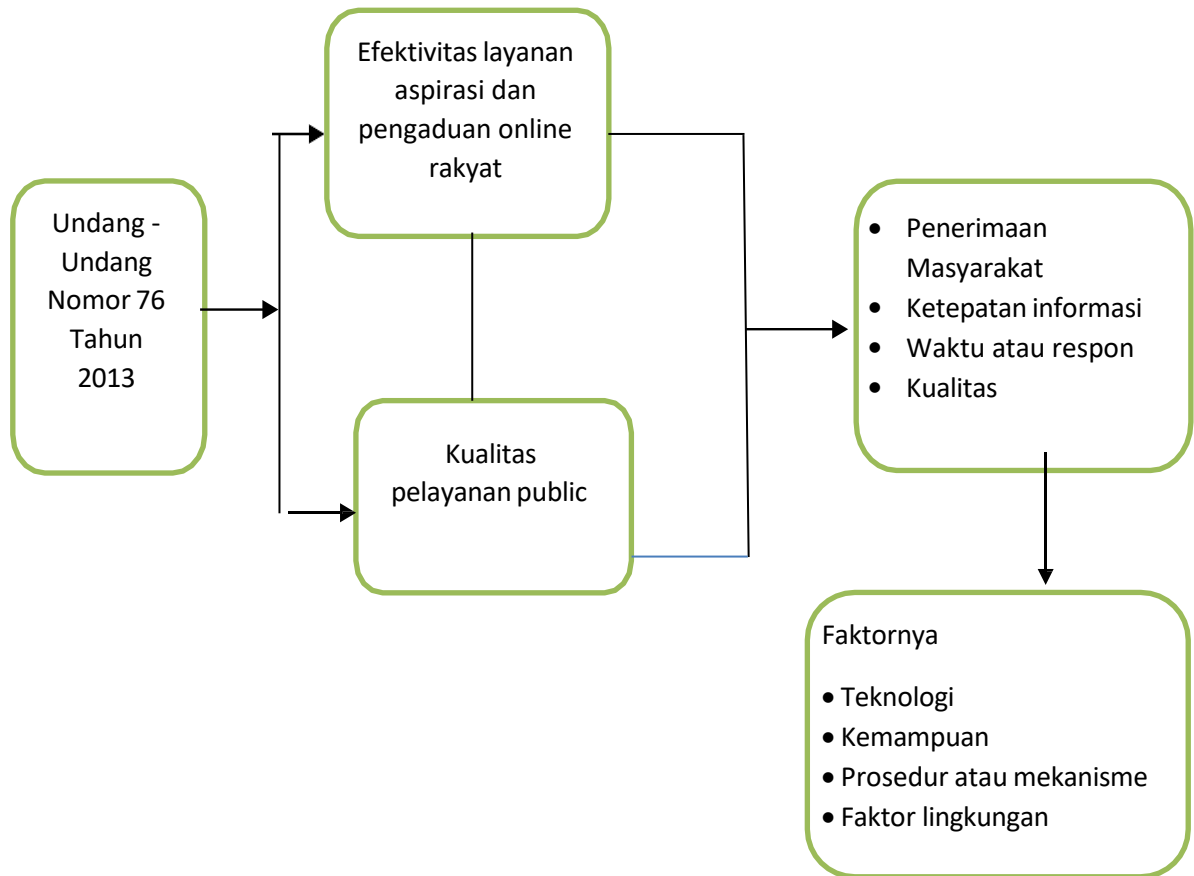 Undang -
Undang
Nomor 76
Tahun
2013
Efektivitas layanan
aspirasi dan
pengaduan online
rakyat
Kualitas
pelayanan public
• Penerimaan
Masyarakat
• Ketepatan informasi
• Waktu atau respon
• Kualitas
Faktornya
• Teknologi
• Kemampuan
• Prosedur atau mekanisme
• Faktor lingkungan